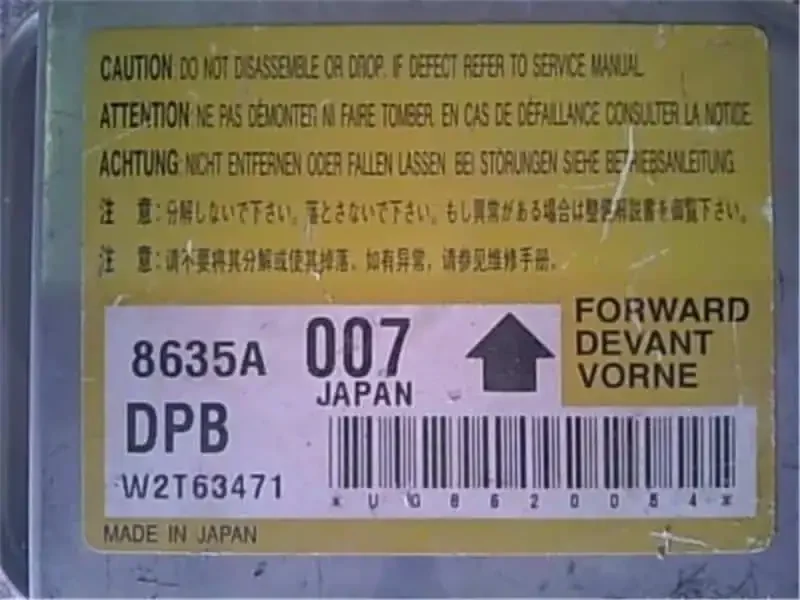 CAUTION: DO NOT DISASSEMBLE OR DROP. IF DEFECT REFER TO SERVICE MANUAL.
ATTENTION: NE PAS DÉMONTER NI FAIRE TOMBER. EN CAS DE DÉFAILLANCE CONSULTER LA NOTICE.
ACHTUNG: NICHT ENTFERNEN ODER FALLEN LASSEN. BEI STÖRUNGEN SIEHE BETRIEBSANLEITUNG.
注 意：分解しないで下さい。落とさないで下さい。もし異常がある場合は整備解説書を御覧下さい。
注 意：请不要将其分解或使其掉落。如有异常，请参见维修手册。
8635A 007 JAPAN
FORWARD
DEVANT
VORNE
DPB
W2T63471
MADE IN JAPAN